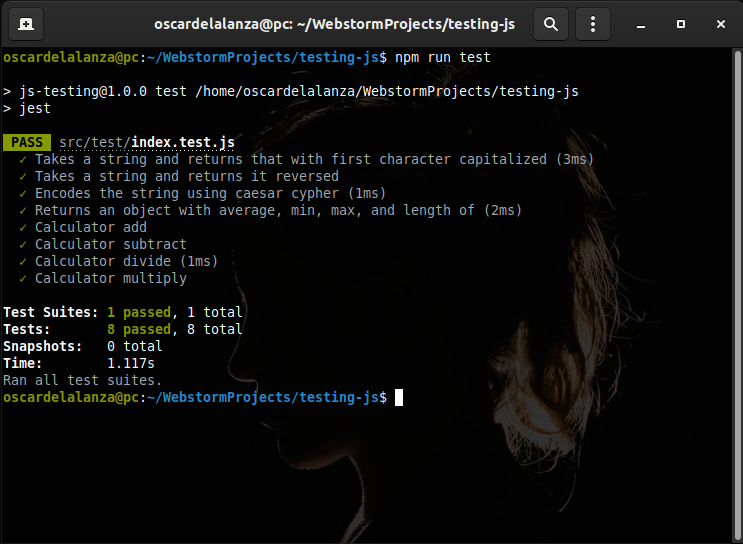 oscardelalanza@pc: ~/WebstormProjects/testing-js
oscardelalanza@pc:~/WebstormProjects/testing-js$ npm run test
> js-testing@1.0.0 test /home/oscardelalanza/WebstormProjects/testing-js
> jest
PASS src/test/index.test.js
✓ Takes a string and returns that with first character capitalized (3ms)
✓ Takes a string and returns it reversed
✓ Encodes the string using caesar cypher (1ms)
✓ Returns an object with average, min, max, and length of (2ms)
✓ Calculator add
✓ Calculator subtract
✓ Calculator divide (1ms)
✓ Calculator multiply
Test Suites: 1 passed, 1 total
Tests: 8 passed, 8 total
Snapshots: 0 total
Time: 1.117s
Ran all test suites.
oscardelalanza@pc:~/WebstormProjects/testing-js$